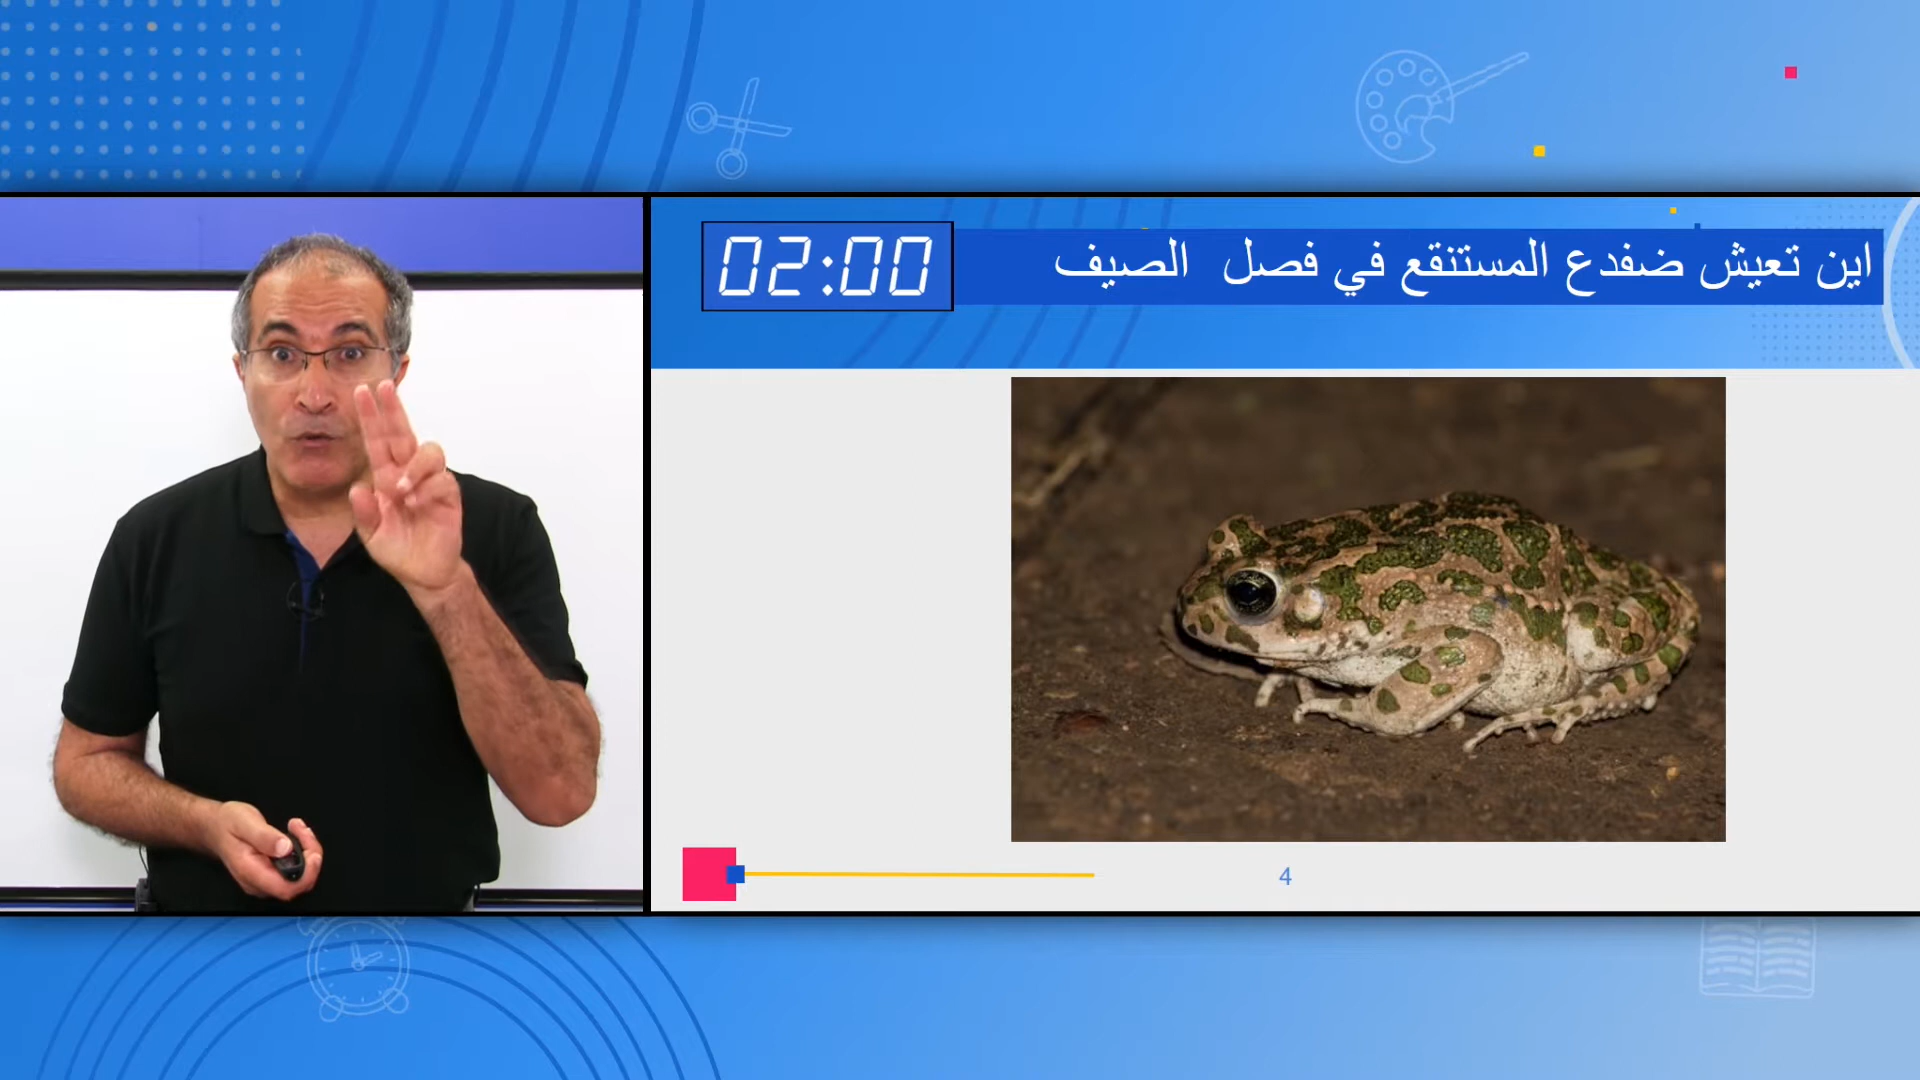 اين تعيش ضفدع المستنقع في فصل الصيف
02:00
4